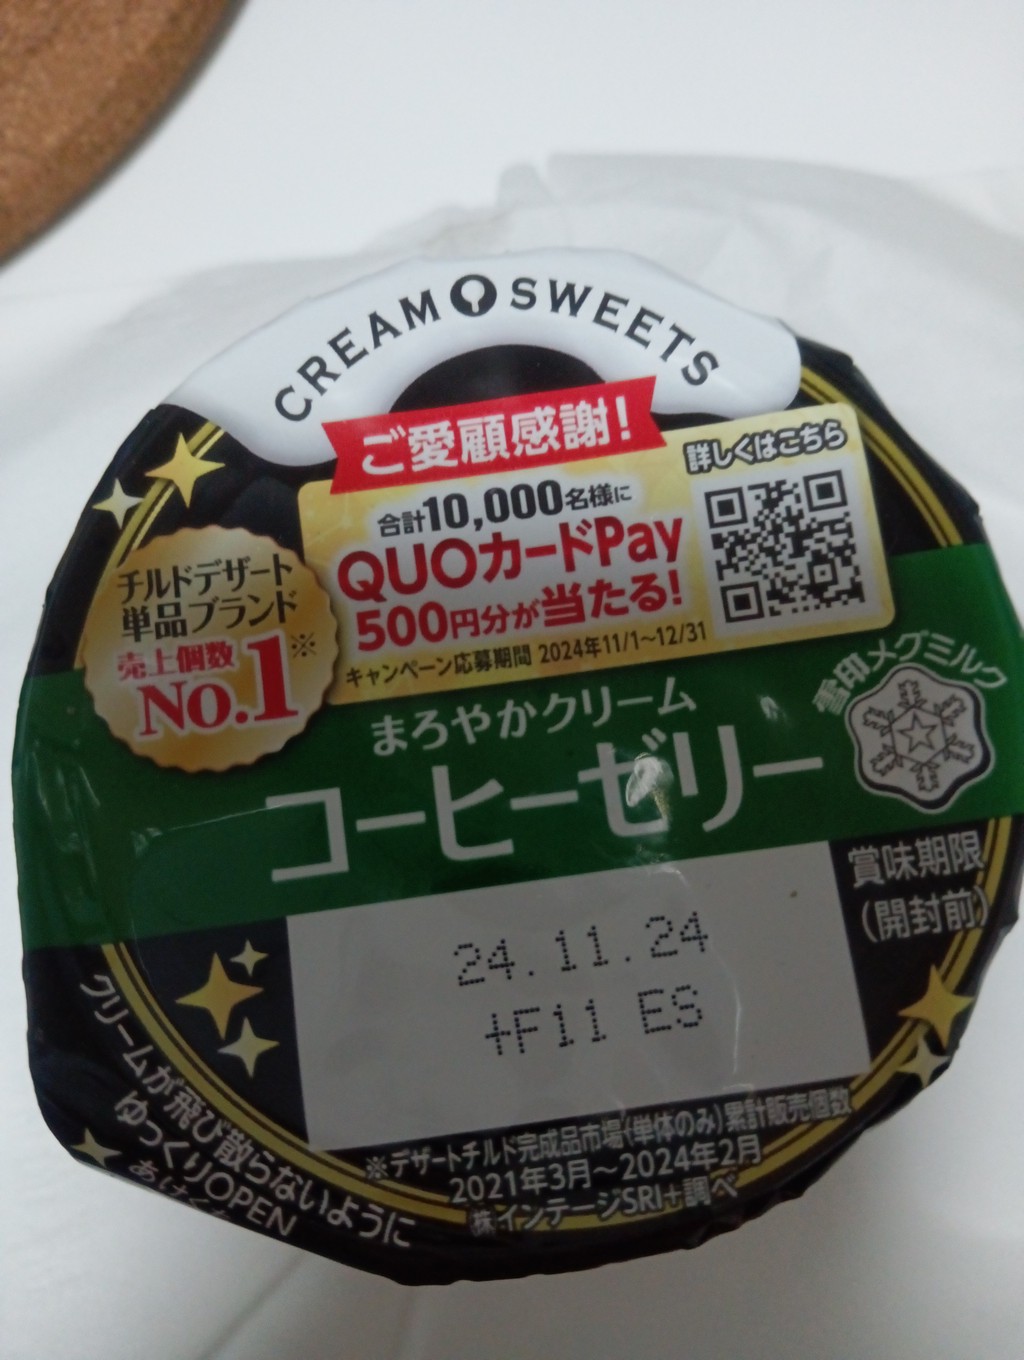 CREAM SWEETS
ご愛顧感謝!
合計10,000名様に
QUOカードPay
500円分が当たる!
キャンペーン応募期間 2024年11/1~12/31
詳しくはこちら
チルドデザート
単品ブランド
売上個数※
No.1
雪印メグミルク
まろやかクリーム
コーヒーゼリー
賞味期限
(開封前)
24.11.24
+F11 ES
クリームが飛び散らないように
ゆっくりOPEN
あけくち
※デザートチルド完成品市場(単体のみ)累計販売個数
2021年3月~2024年2月
㈱インテージSRI+調べ